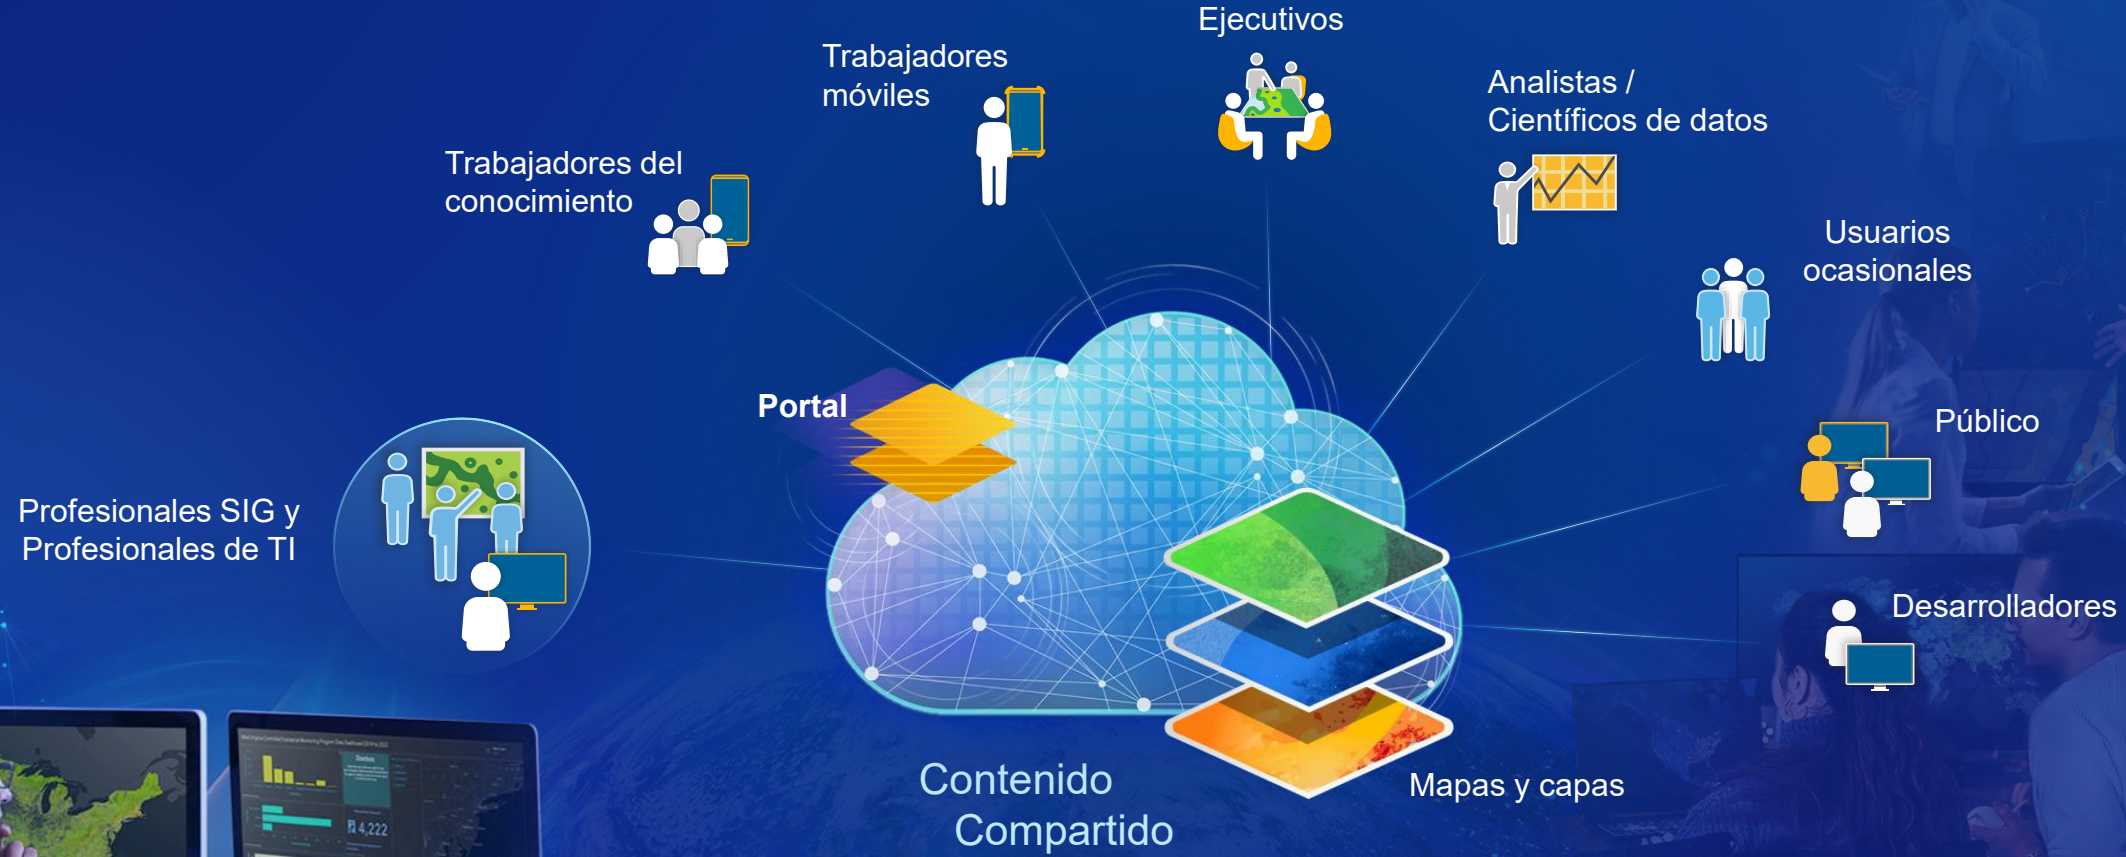 Ejecutivos
Trabajadores
móviles
Analistas /
Científicos de datos
Trabajadores del
conocimiento
Usuarios
ocasionales
Portal
Público
Profesionales SIG y
Profesionales de TI
Desarrolladores
Contenido
Compartido
Mapas y capas
4,222